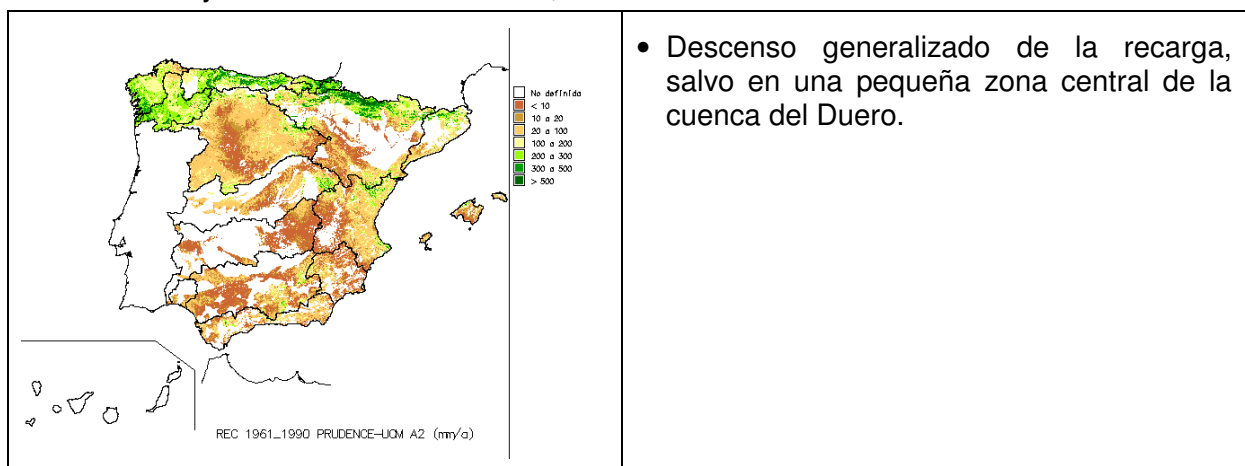 No definida
< 10
10 a 20
20 a 100
100 a 200
200 a 300
300 a 500
> 500
REC 1961_1990 PRUDENCE-UCM A2 (mm/a)
• Descenso generalizado de la recarga,
salvo en una pequeña zona central de la
cuenca del Duero.